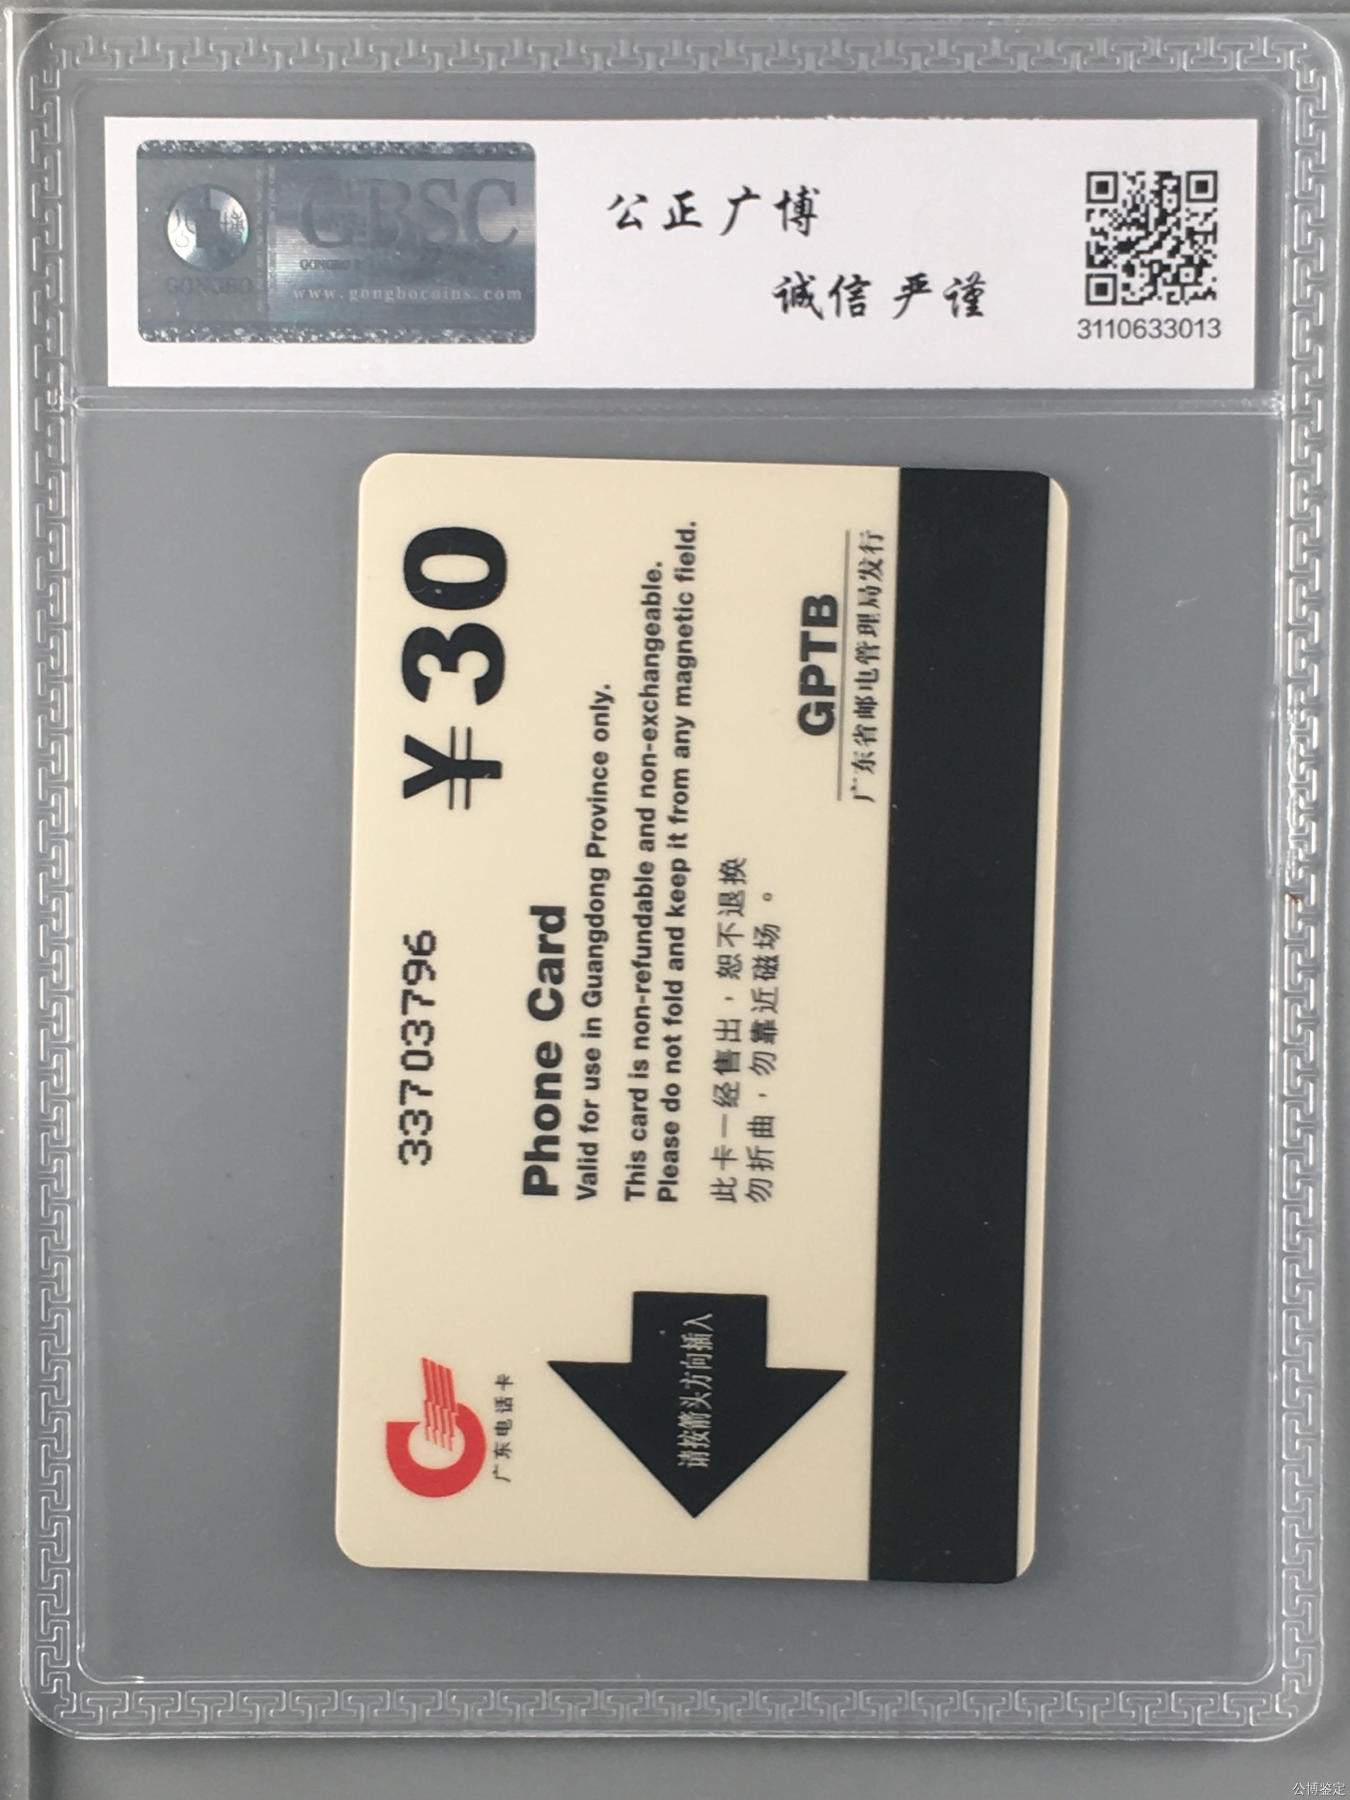 GBSC
GONGBO
www.gongbocoins.com
公正广博
诚信严谨
3110633013
33703796
¥30
广东电话卡
Phone Card
Valid for use in Guangdong Province only.
This card is non-refundable and non-exchangeable.
Please do not fold and keep it from any magnetic field.
此卡一经售出，恕不退换
勿折曲，勿靠近磁场。
请按箭头方向插入
GPTB
广东省邮电管理局发行
公博鉴定